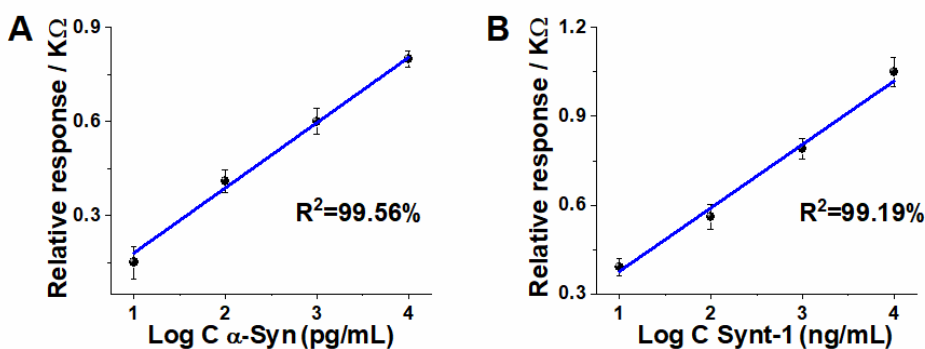 A
Relative response / KΩ
0.9
0.6
0.3
1 2 3 4
Log C α-Syn (pg/mL)
R²=99.56%
B
Relative response / KΩ
1.2
0.9
0.6
0.3
1 2 3 4
Log C Synt-1 (ng/mL)
R²=99.19%